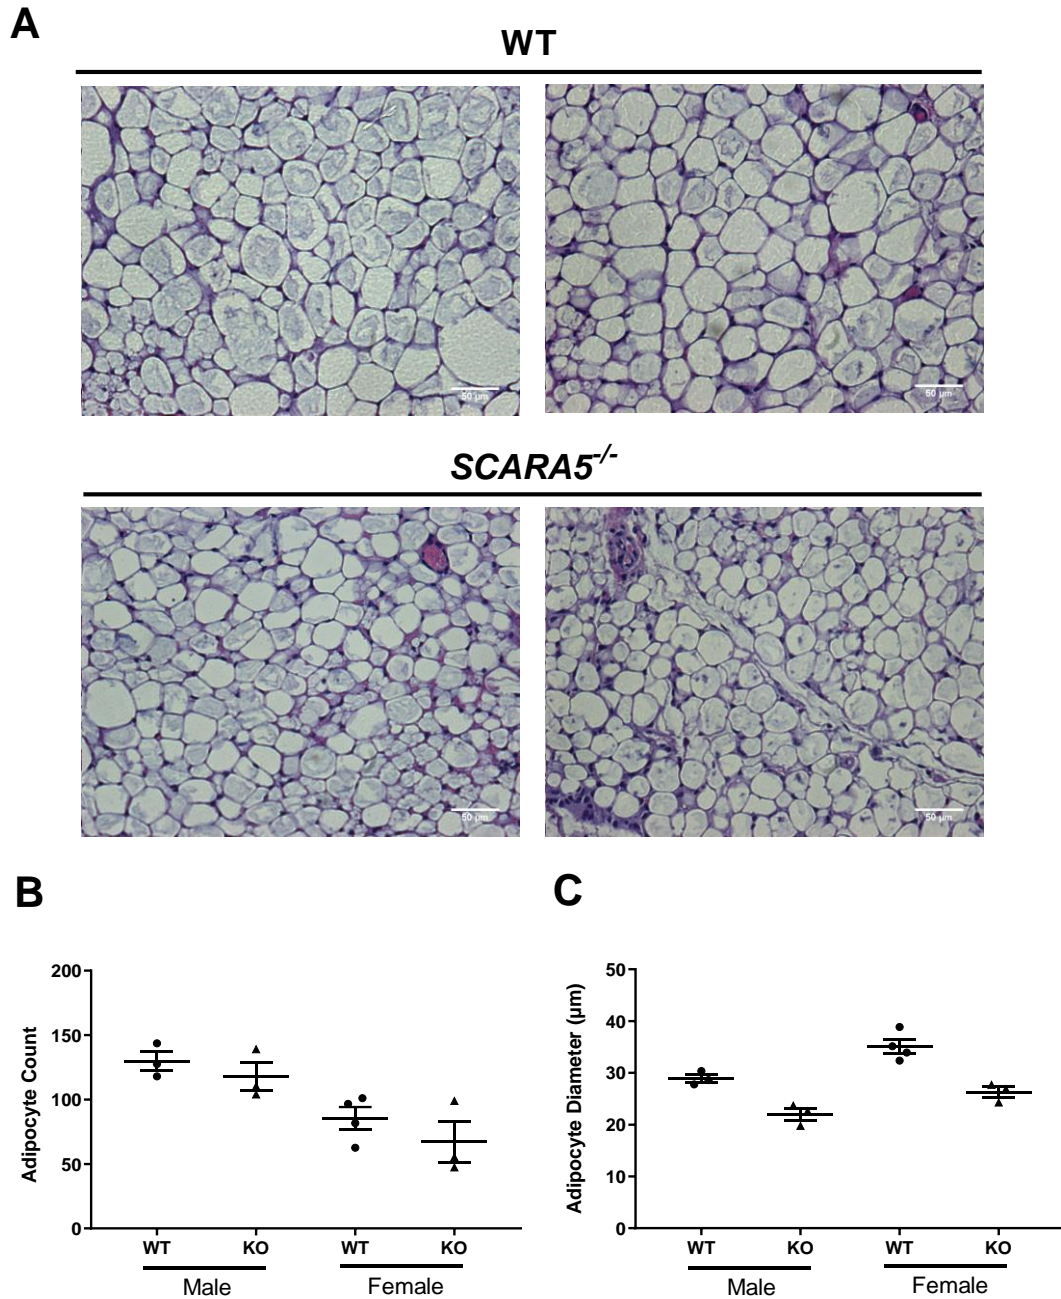 A
WT
50 µm
50 µm
SCARA5-/-
50 µm
50 µm
B
C
200
150
100
50
0
Adipocyte Count
WT
KO
WT
KO
Male
Female
50
40
30
20
10
0
Adipocyte Diameter (µm)
WT
KO
WT
KO
Male
Female